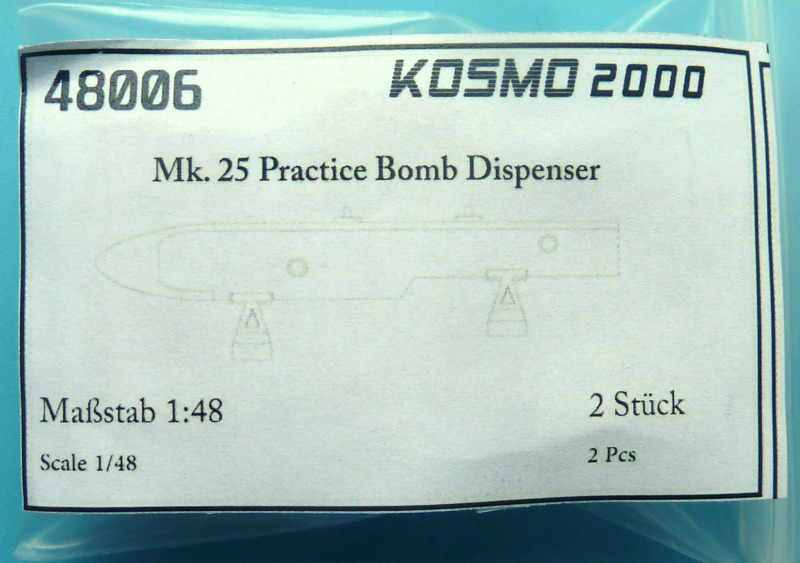 48006
KOSMO 2000
Mk. 25 Practice Bomb Dispenser
Maßstab 1:48
2 Stück
Scale 1/48
2 Pcs